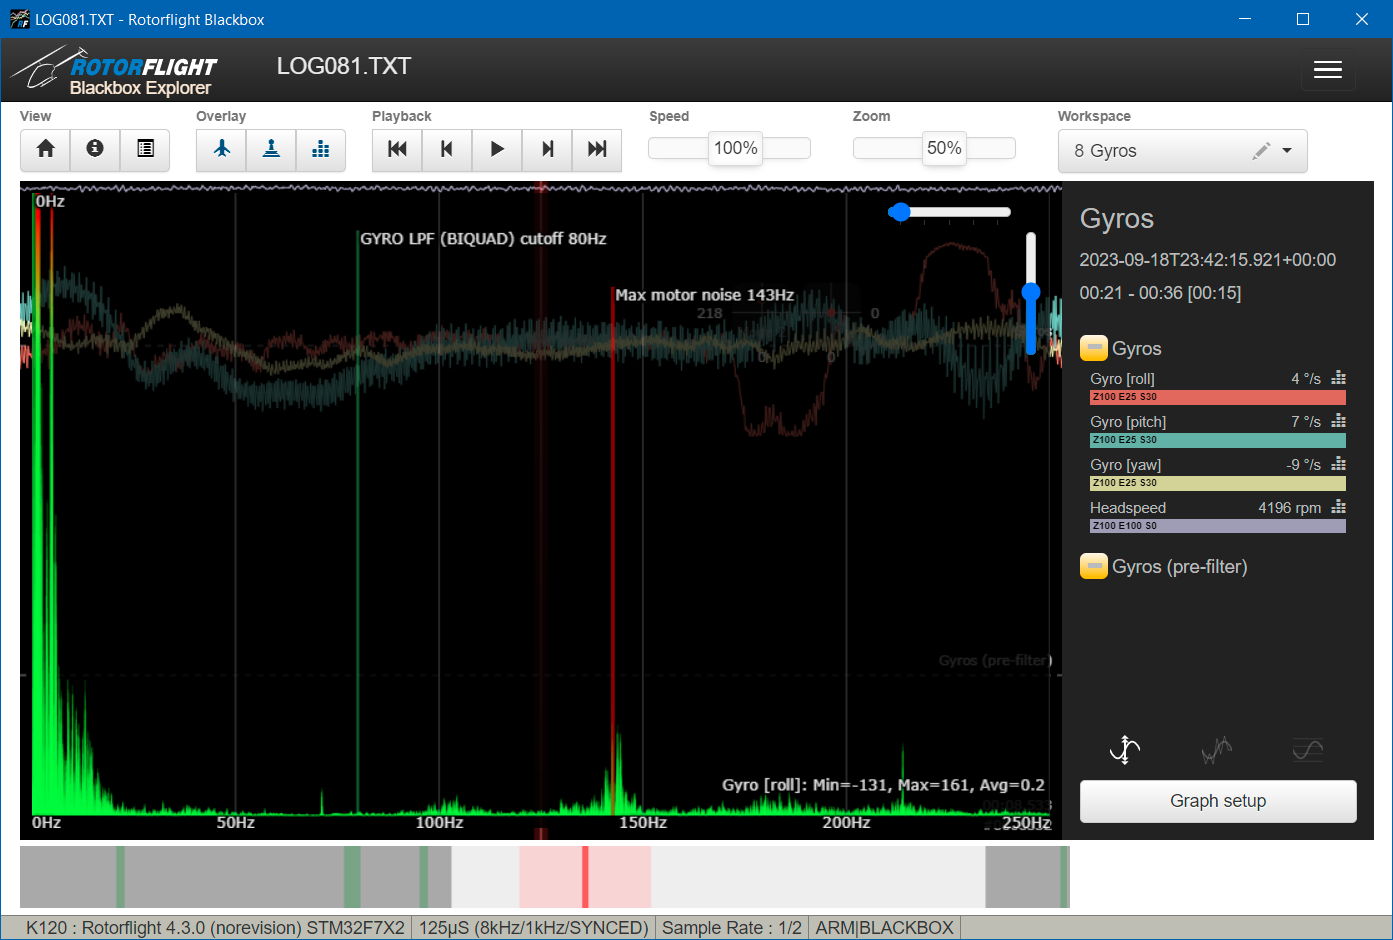 LOG081.TXT - Rotorflight Blackbox
ROTORFLIGHT
Blackbox Explorer
LOG081.TXT
View
Overlay
Playback
Speed
Zoom
Workspace
100%
50%
8 Gyros
0Hz
GYRO LPF (BIQUAD) cutoff 80Hz
Max motor noise 143Hz
218
0
0
0
Gyros (pre-filter)
Gyro [roll]: Min=-131, Max=161, Avg=0.2
00:08.533
0Hz
50Hz
100Hz
150Hz
200Hz
250Hz
Gyros
2023-09-18T23:42:15.921+00:00
00:21 - 00:36 [00:15]
Gyros
Gyro [roll] 4 °/s
Z100 E25 S30
Gyro [pitch] 7 °/s
Z100 E25 S30
Gyro [yaw] -9 °/s
Z100 E25 S30
Headspeed 4196 rpm
Z100 E100 S0
Gyros (pre-filter)
Graph setup
K120 : Rotorflight 4.3.0 (norevision) STM32F7X2
125µS (8kHz/1kHz/SYNCED)
Sample Rate : 1/2
ARM|BLACKBOX